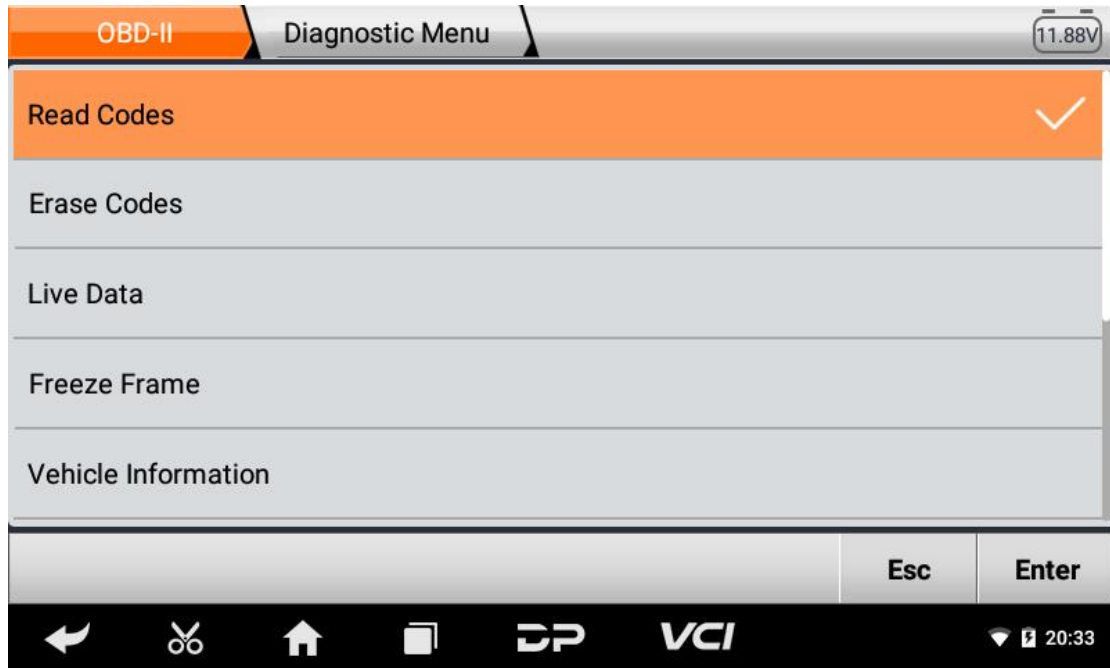 OBD-II Diagnostic Menu 11.88V
Read Codes
Erase Codes
Live Data
Freeze Frame
Vehicle Information
Esc Enter
DP VCI 20:33